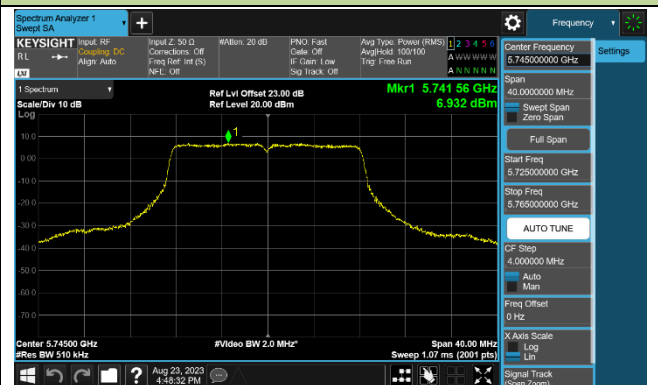 Spectrum Analyzer 1
Swept SA
Frequency
KEYSIGHT
RL
LXI
Input: RF
Coupling: DC
Align: Auto
Input Z: 50 Ω
Corrections: Off
Freq Ref: Int (S)
NFE: Off
#Atten: 20 dB
PNO: Fast
Gate: Off
IF Gain: Low
Sig Track: Off
Avg Type: Power (RMS)
Avg|Hold: 100/100
Trig: Free Run
1 2 3 4 5 6
A W W W W W
A N N N N N
1 Spectrum
Scale/Div 10 dB
Log
Ref Lvl Offset 23.00 dB
Ref Level 20.00 dBm
Mkr1 5.741 56 GHz
6.932 dBm
1
10.0
0.00
-10.0
-20.0
-30.0
-40.0
-50.0
-60.0
-70.0
Center 5.74500 GHz
#Res BW 510 kHz
#Video BW 2.0 MHz*
Span 40.00 MHz
Sweep 1.07 ms (2001 pts)
Aug 23, 2023
4:48:32 PM
Center Frequency
5.745000000 GHz
Settings
Span
40.0000000 MHz
Swept Span
Zero Span
Full Span
Start Freq
5.725000000 GHz
Stop Freq
5.765000000 GHz
AUTO TUNE
CF Step
4.000000 MHz
Auto
Man
Freq Offset
0 Hz
X Axis Scale
Log
Lin
Signal Track
(Span Zoom)